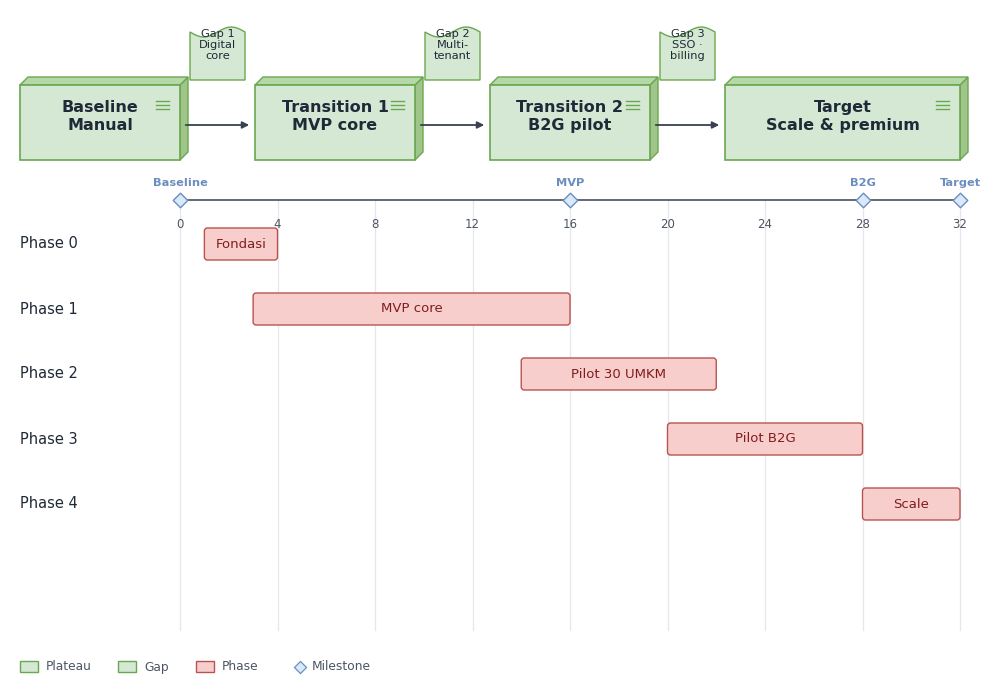 Gap 1
Digital
core
Gap 2
Multi-
tenant
Gap 3
SSO ·
billing
Baseline
Manual
Transition 1
MVP core
Transition 2
B2G pilot
Target
Scale & premium
Baseline
MVP
B2G
Target
0 4 8 12 16 20 24 28 32
Phase 0
Fondasi
Phase 1
MVP core
Phase 2
Pilot 30 UMKM
Phase 3
Pilot B2G
Phase 4
Scale
Plateau
Gap
Phase
Milestone